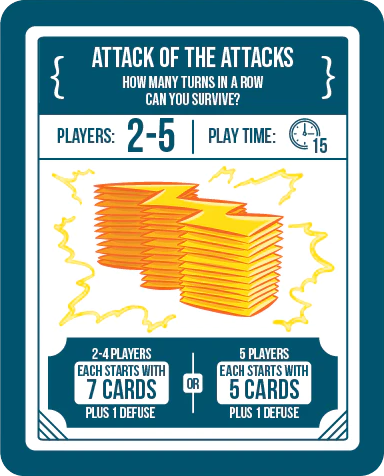 ATTACK OF THE ATTACKS
HOW MANY TURNS IN A ROW
CAN YOU SURVIVE?
PLAYERS: 2-5
PLAY TIME: 15
2-4 PLAYERS
EACH STARTS WITH
7 CARDS
PLUS 1 DEFUSE
OR
5 PLAYERS
EACH STARTS WITH
5 CARDS
PLUS 1 DEFUSE